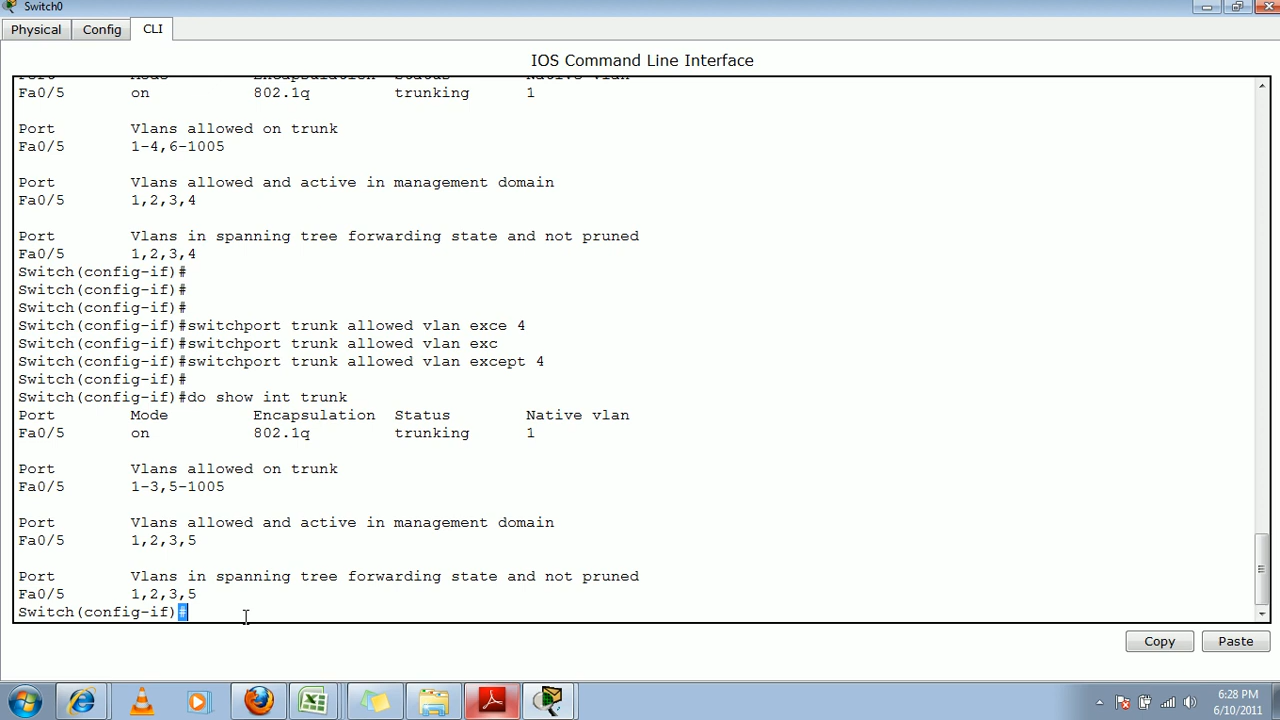 Switch0
Physical Config CLI
IOS Command Line Interface
Port Mode Encapsulation Status Native vlan
Fa0/5 on 802.1q trunking 1
Port Vlans allowed on trunk
Fa0/5 1-4,6-1005
Port Vlans allowed and active in management domain
Fa0/5 1,2,3,4
Port Vlans in spanning tree forwarding state and not pruned
Fa0/5 1,2,3,4
Switch(config-if)#
Switch(config-if)#
Switch(config-if)#
Switch(config-if)#switchport trunk allowed vlan exce 4
Switch(config-if)#switchport trunk allowed vlan exc
Switch(config-if)#switchport trunk allowed vlan except 4
Switch(config-if)#
Switch(config-if)#do show int trunk
Port Mode Encapsulation Status Native vlan
Fa0/5 on 802.1q trunking 1
Port Vlans allowed on trunk
Fa0/5 1-3,5-1005
Port Vlans allowed and active in management domain
Fa0/5 1,2,3,5
Port Vlans in spanning tree forwarding state and not pruned
Fa0/5 1,2,3,5
Switch(config-if)#
Copy Paste
6:28 PM
6/10/2011